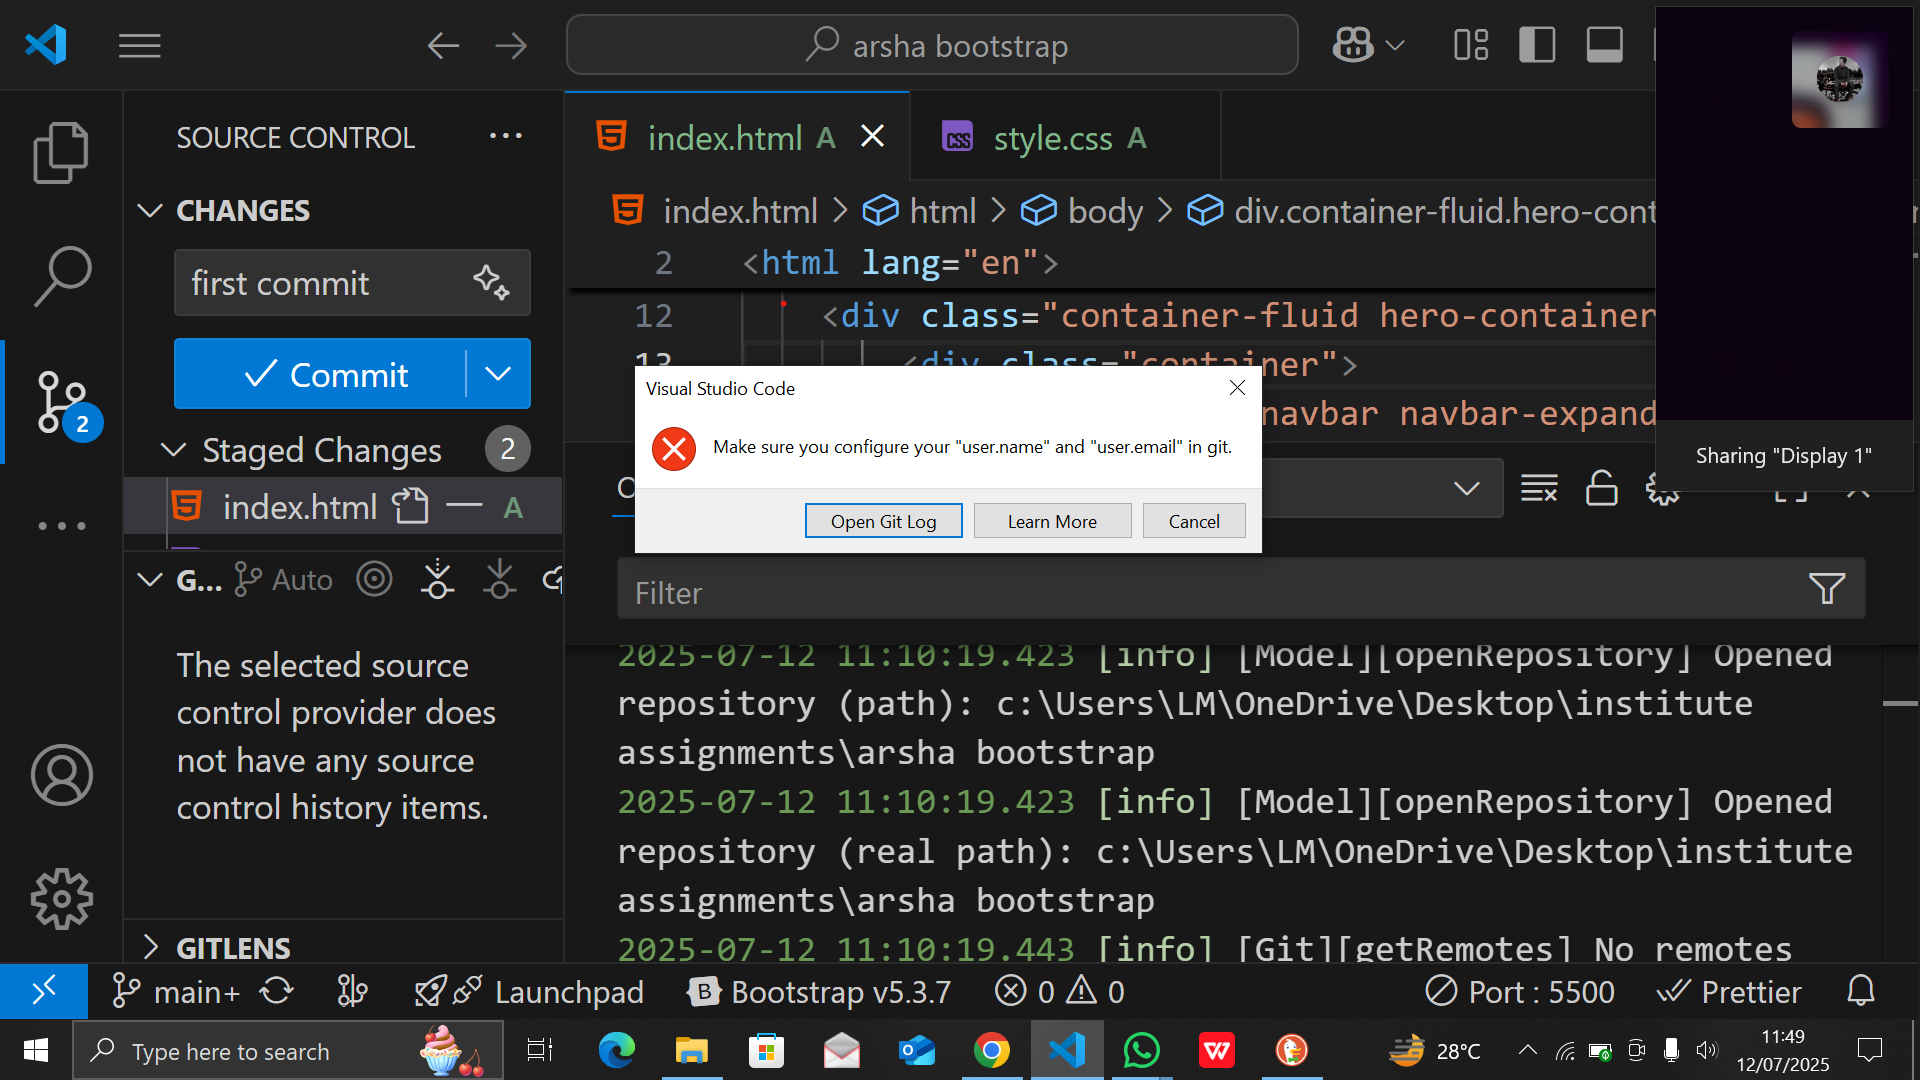 arsha bootstrap
SOURCE CONTROL
CHANGES
first commit
Commit
2
Staged Changes 2
index.html A
G... Auto
The selected source
control provider does
not have any source
control history items.
GITLENS
index.html A
style.css A
index.html > html > body > div.container-fluid.hero-cont
2 <html lang="en">
12 <div class="container-fluid hero-container
13 <div class="container">
navbar navbar-expand
Sharing "Display 1"
Visual Studio Code
Make sure you configure your "user.name" and "user.email" in git.
Open Git Log
Learn More
Cancel
Filter
2025-07-12 11:10:19.423 [info] [Model][openRepository] Opened
repository (path): c:\Users\LM\OneDrive\Desktop\institute
assignments\arsha bootstrap
2025-07-12 11:10:19.423 [info] [Model][openRepository] Opened
repository (real path): c:\Users\LM\OneDrive\Desktop\institute
assignments\arsha bootstrap
2025-07-12 11:10:19.443 [info] [Git][getRemotes] No remotes
main+ Launchpad Bootstrap v5.3.7 0 0 Port : 5500 Prettier
Type here to search
28°C
11:49
12/07/2025